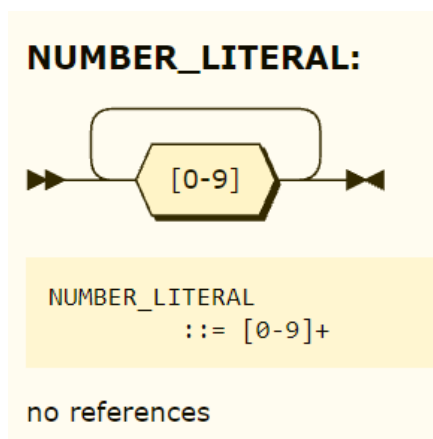 NUMBER_LITERAL:
[0-9]
NUMBER_LITERAL
::= [0-9]+
no references